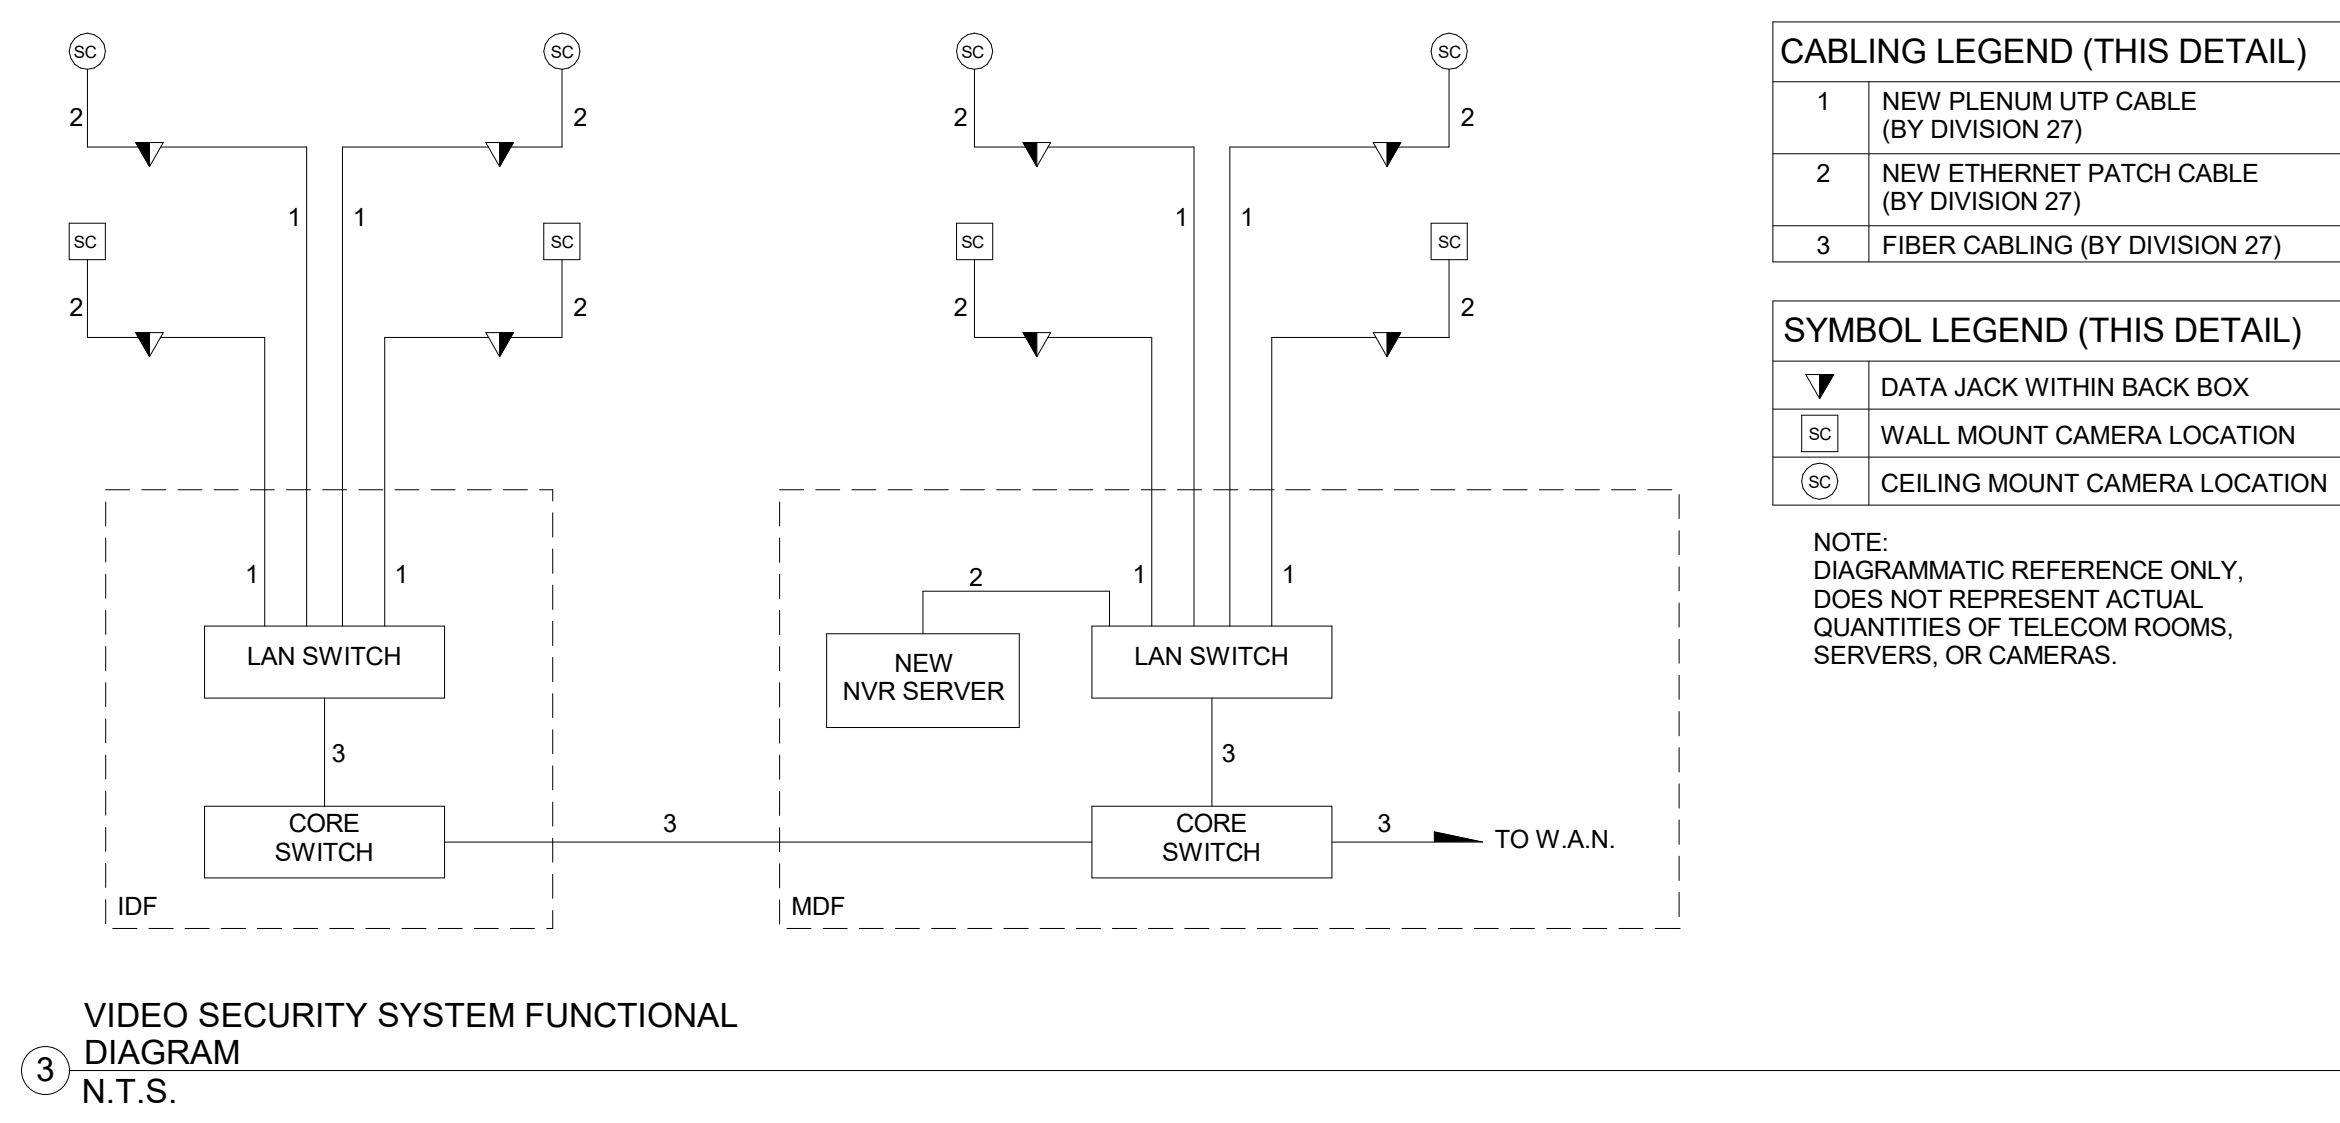 SC SC SC SC
2 2 2 2
1 1 1 1
SC SC SC SC
2 2 2 2
1 1 2 1 1
LAN SWITCH
NEW
NVR SERVER
LAN SWITCH
3 3
CORE
SWITCH
3
CORE
SWITCH
3
TO W.A.N.
IDF
MDF
CABLING LEGEND (THIS DETAIL)
1 NEW PLENUM UTP CABLE
(BY DIVISION 27)
2 NEW ETHERNET PATCH CABLE
(BY DIVISION 27)
3 FIBER CABLING (BY DIVISION 27)
SYMBOL LEGEND (THIS DETAIL)
DATA JACK WITHIN BACK BOX
SC WALL MOUNT CAMERA LOCATION
SC CEILING MOUNT CAMERA LOCATION
NOTE:
DIAGRAMMATIC REFERENCE ONLY,
DOES NOT REPRESENT ACTUAL
QUANTITIES OF TELECOM ROOMS,
SERVERS, OR CAMERAS.
VIDEO SECURITY SYSTEM FUNCTIONAL
DIAGRAM
3
N.T.S.